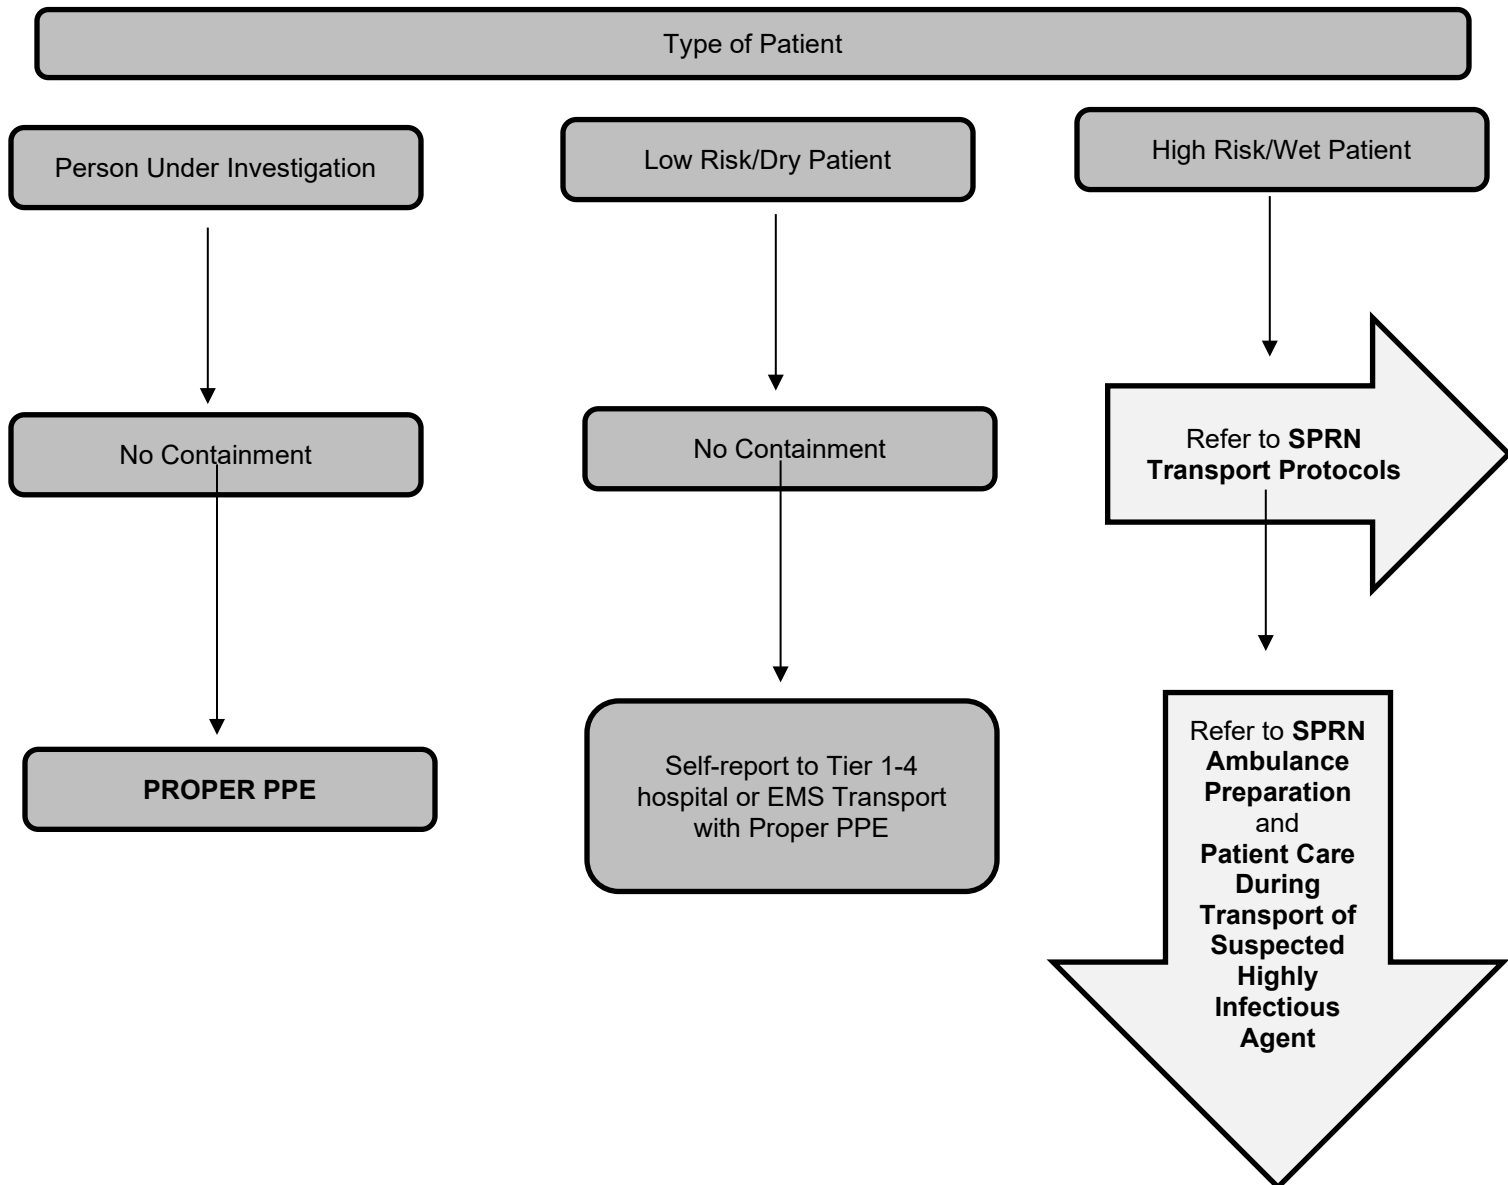 Type of Patient
Person Under Investigation
Low Risk/Dry Patient
High Risk/Wet Patient
No Containment
No Containment
Refer to SPRN
Transport Protocols
PROPER PPE
Self-report to Tier 1-4
hospital or EMS Transport
with Proper PPE
Refer to SPRN
Ambulance
Preparation
and
Patient Care
During
Transport of
Suspected
Highly
Infectious
Agent